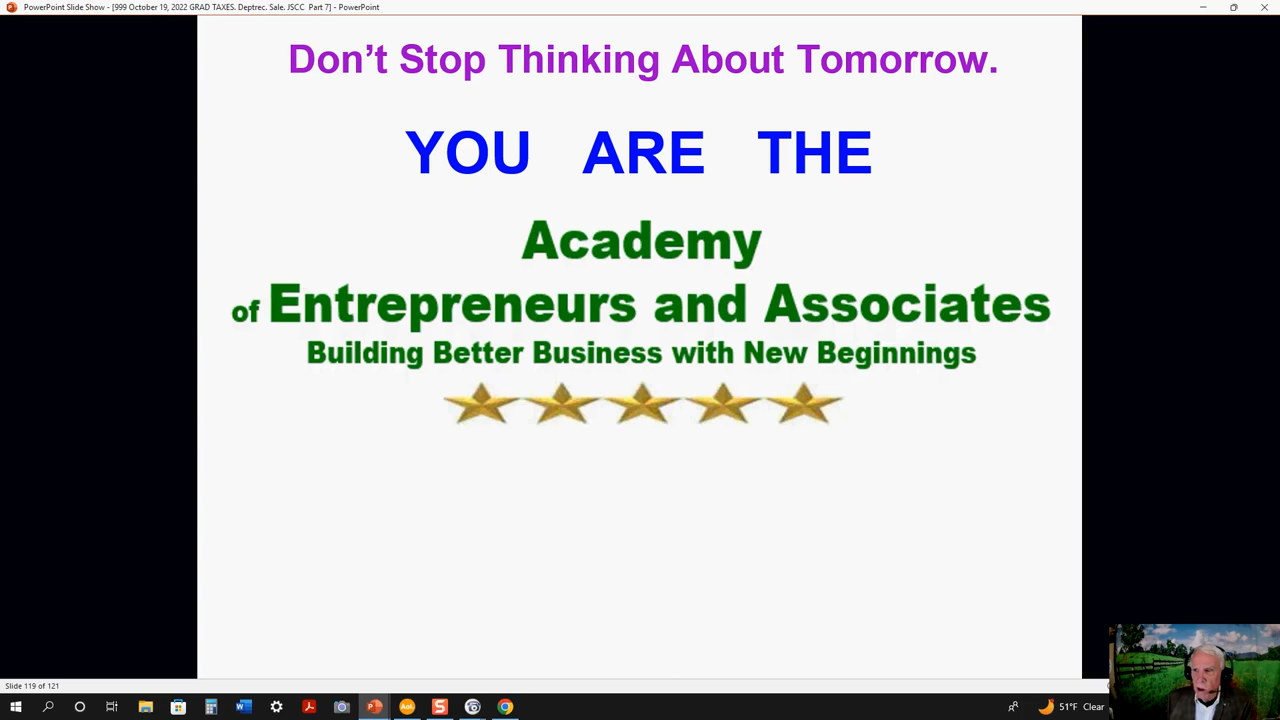 PowerPoint Slide Show - [999 October 19, 2022 GRAD TAXES. Deptrec. Sale. JSCC  Part 7] - PowerPoint
Don’t Stop Thinking About Tomorrow.
YOU ARE THE
Academy
of Entrepreneurs and Associates
Building Better Business with New Beginnings
Slide 119 of 121
51°F Clear